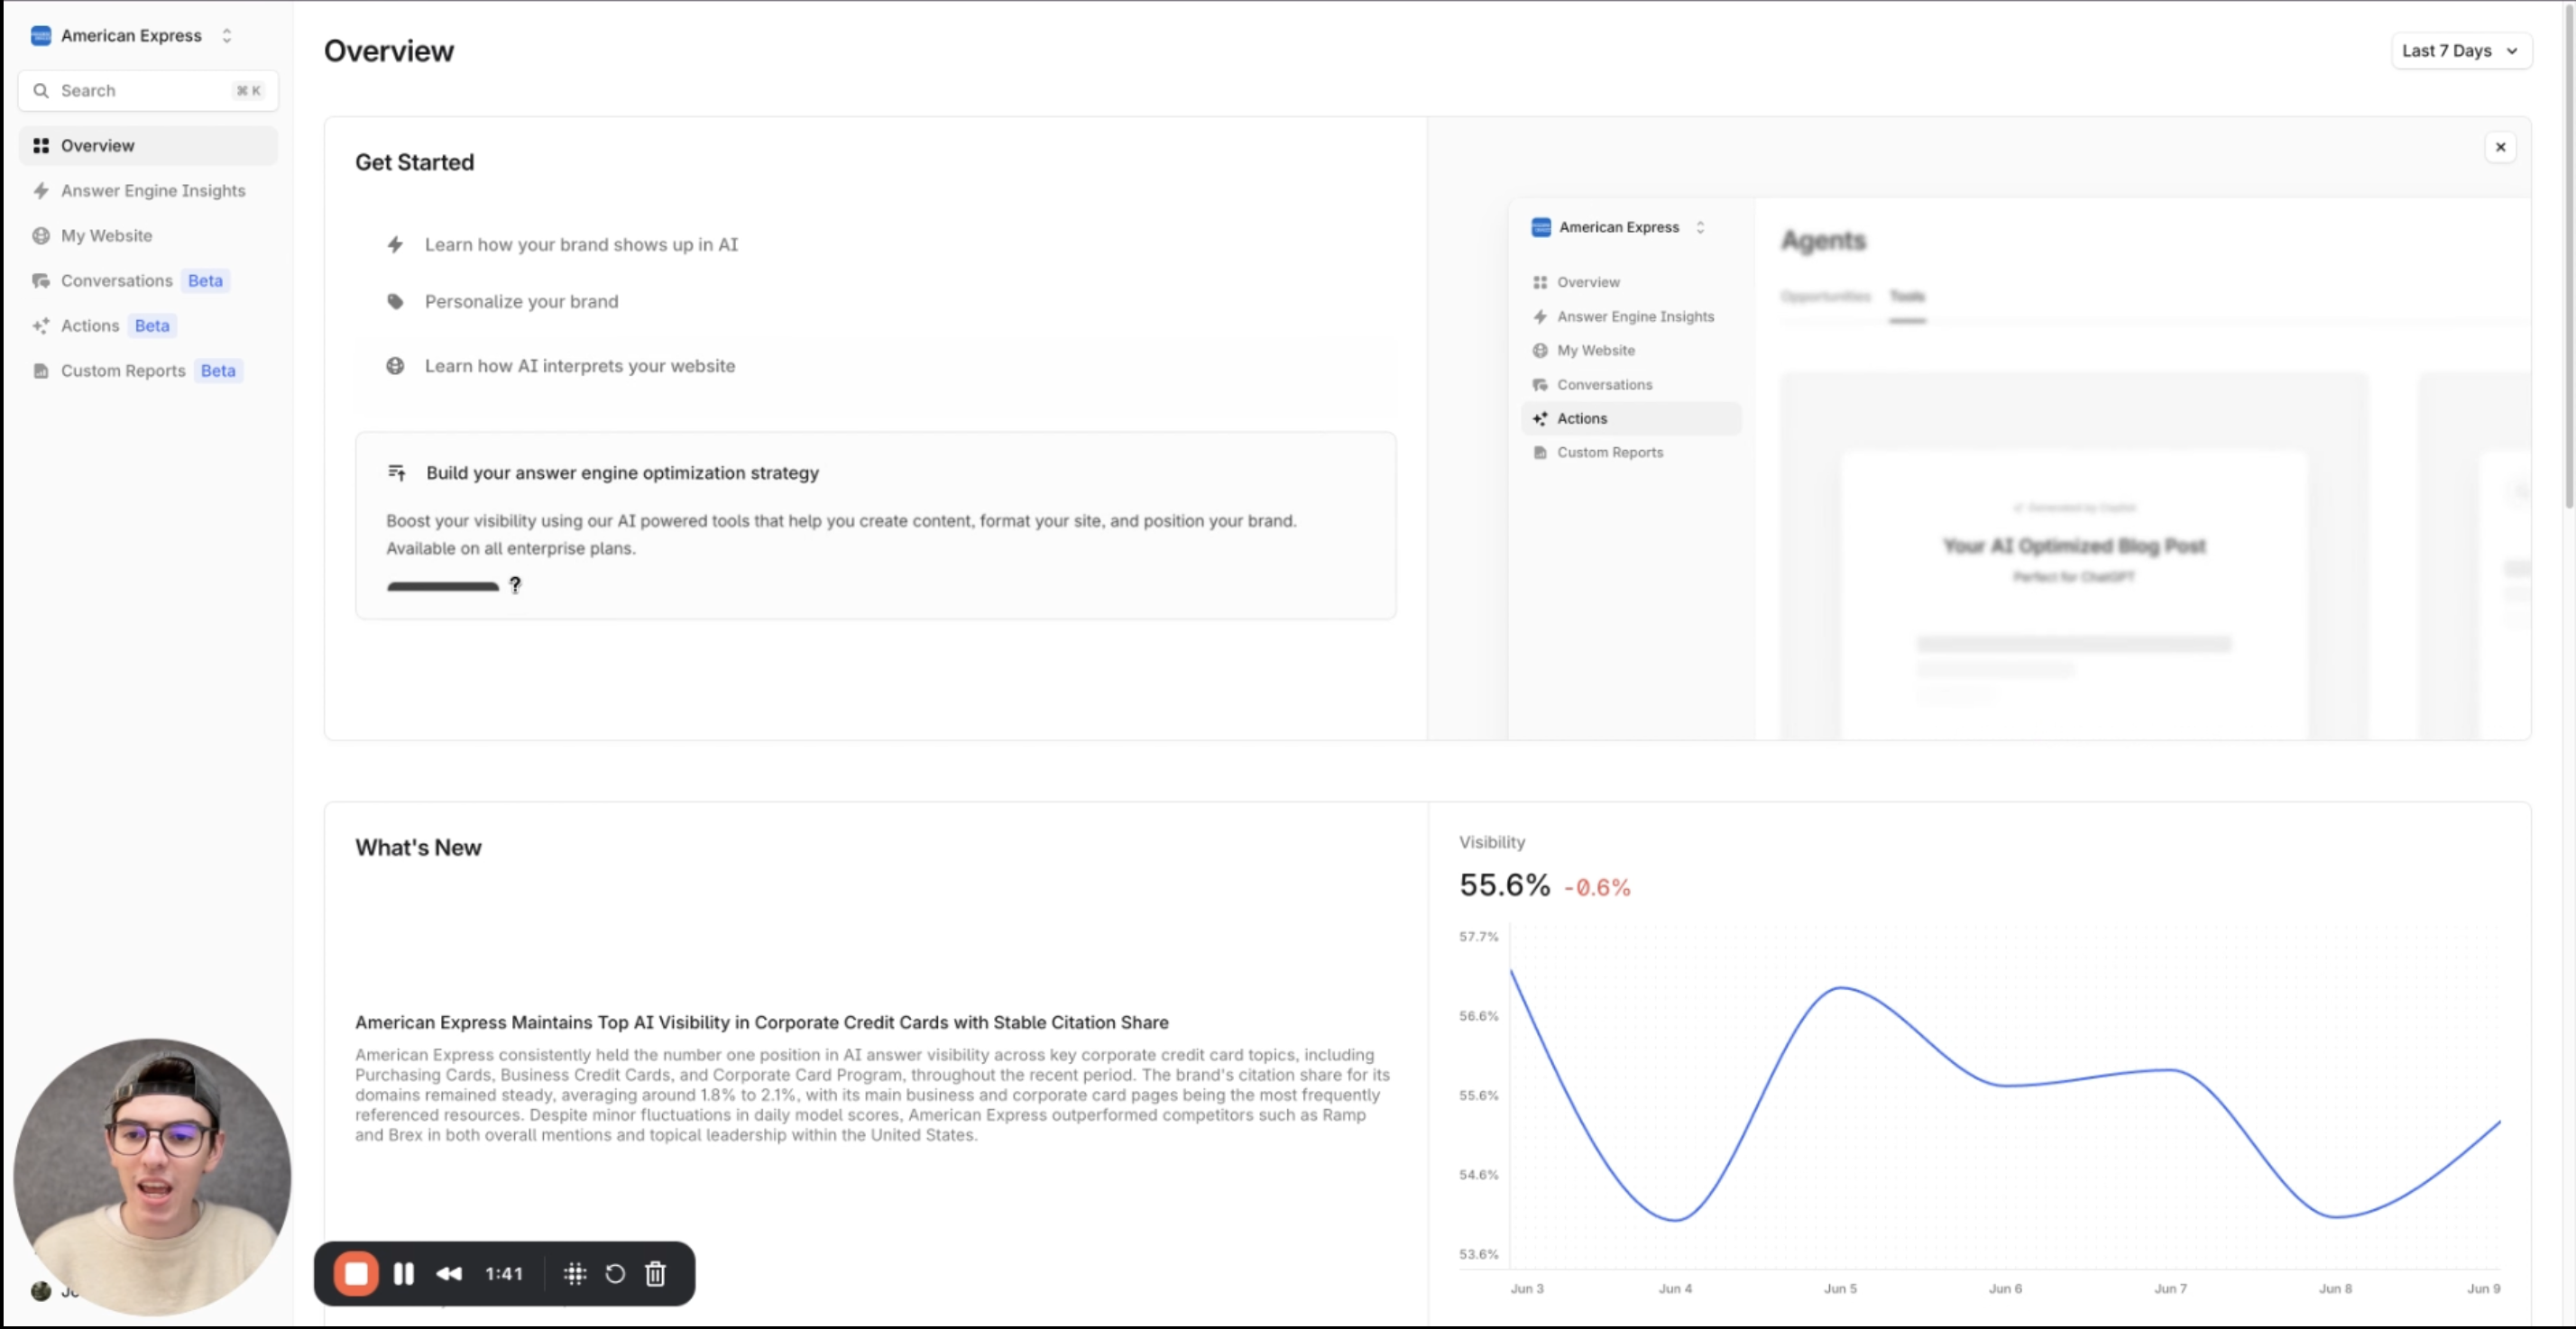 American Express
Search
⌘ K
Overview
Answer Engine Insights
My Website
Conversations Beta
Actions Beta
Custom Reports Beta
Overview
Last 7 Days
Get Started
Learn how your brand shows up in AI
Personalize your brand
Learn how AI interprets your website
Build your answer engine optimization strategy
Boost your visibility using our AI powered tools that help you create content, format your site, and position your brand.
Available on all enterprise plans.
?
American Express
Overview
Answer Engine Insights
My Website
Conversations
Actions
Custom Reports
Agents
Opportunities
Tools
Generated by Copilot
Your AI Optimized Blog Post
Perfect for ChatGPT
What's New
American Express Maintains Top AI Visibility in Corporate Credit Cards with Stable Citation Share
American Express consistently held the number one position in AI answer visibility across key corporate credit card topics, including
Purchasing Cards, Business Credit Cards, and Corporate Card Program, throughout the recent period. The brand's citation share for its
domains remained steady, averaging around 1.8% to 2.1%, with its main business and corporate card pages being the most frequently
referenced resources. Despite minor fluctuations in daily model scores, American Express outperformed competitors such as Ramp
and Brex in both overall mentions and topical leadership within the United States.
Visibility
55.6% -0.6%
57.7%
56.6%
55.6%
54.6%
53.6%
Jun 3
Jun 4
Jun 5
Jun 6
Jun 7
Jun 8
Jun 9
1:41